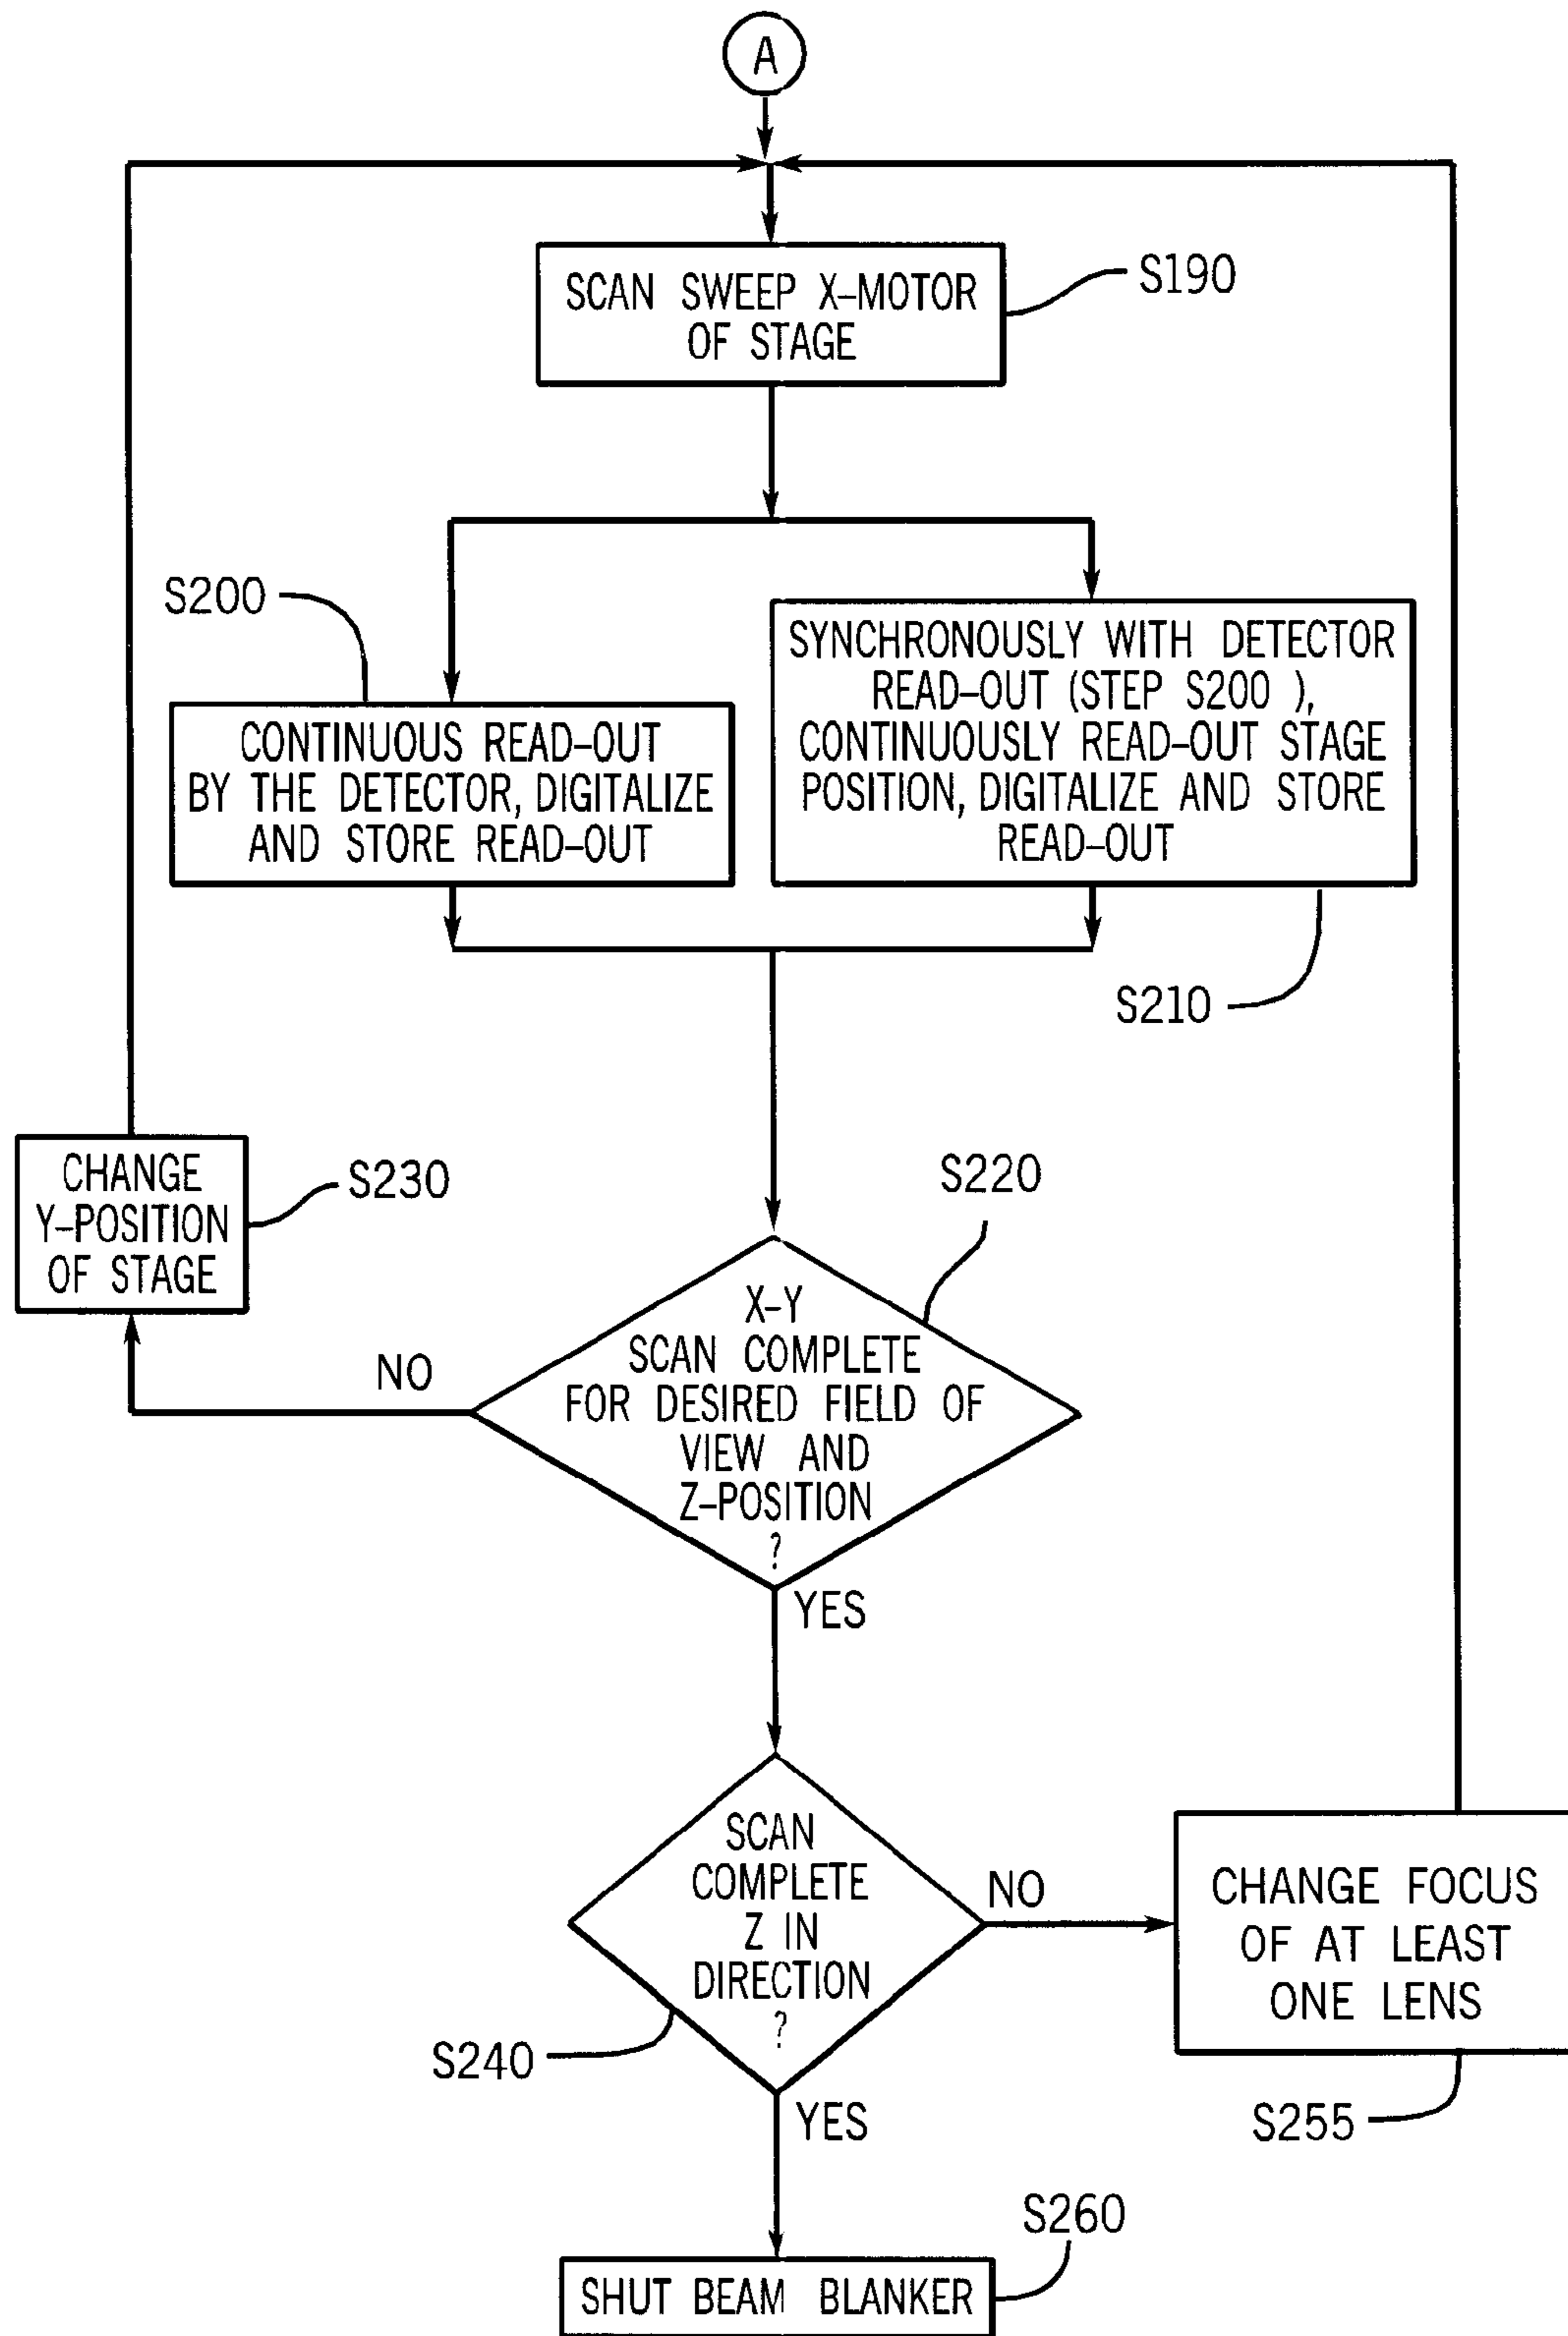 A
SCAN SWEEP X-MOTOR
OF STAGE
S190
S200
CONTINUOUS READ-OUT
BY THE DETECTOR, DIGITALIZE
AND STORE READ-OUT
SYNCHRONOUSLY WITH DETECTOR
READ-OUT (STEP S200 ),
CONTINUOUSLY READ-OUT STAGE
POSITION, DIGITALIZE AND STORE
READ-OUT
S210
CHANGE
Y-POSITION
OF STAGE
S230
S220
X-Y
SCAN COMPLETE
FOR DESIRED FIELD OF
VIEW AND
Z-POSITION
?
NO
YES
SCAN
COMPLETE
Z IN
DIRECTION
?
NO
S240
YES
CHANGE FOCUS
OF AT LEAST
ONE LENS
S255
S260
SHUT BEAM BLANKER